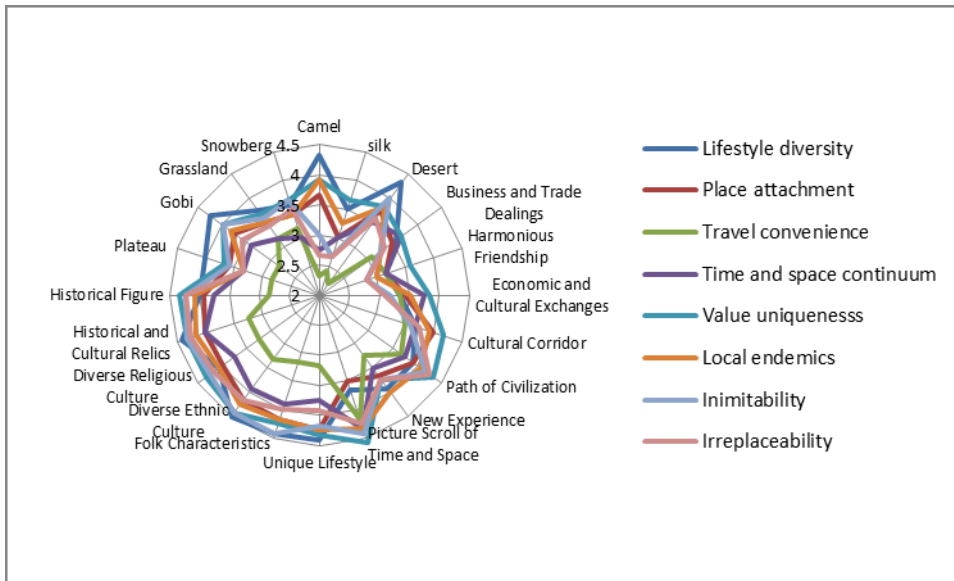 Camel
Snowberg
4.5
silk
Grassland
4
Desert
Gobi
3.5
Business and Trade
Dealings
3
Harmonious
Friendship
Plateau
2.5
Historical Figure
2
Economic and
Cultural Exchanges
Historical and
Cultural Relics
Cultural Corridor
Diverse Religious
Culture
Path of Civilization
Diverse Ethnic
Culture
New Experience
Folk Characteristics
Picture Scroll of
Time and Space
Unique Lifestyle
Lifestyle diversity
Place attachment
Travel convenience
Time and space continuum
Value uniquenesss
Local endemics
Inimitability
Irreplaceability